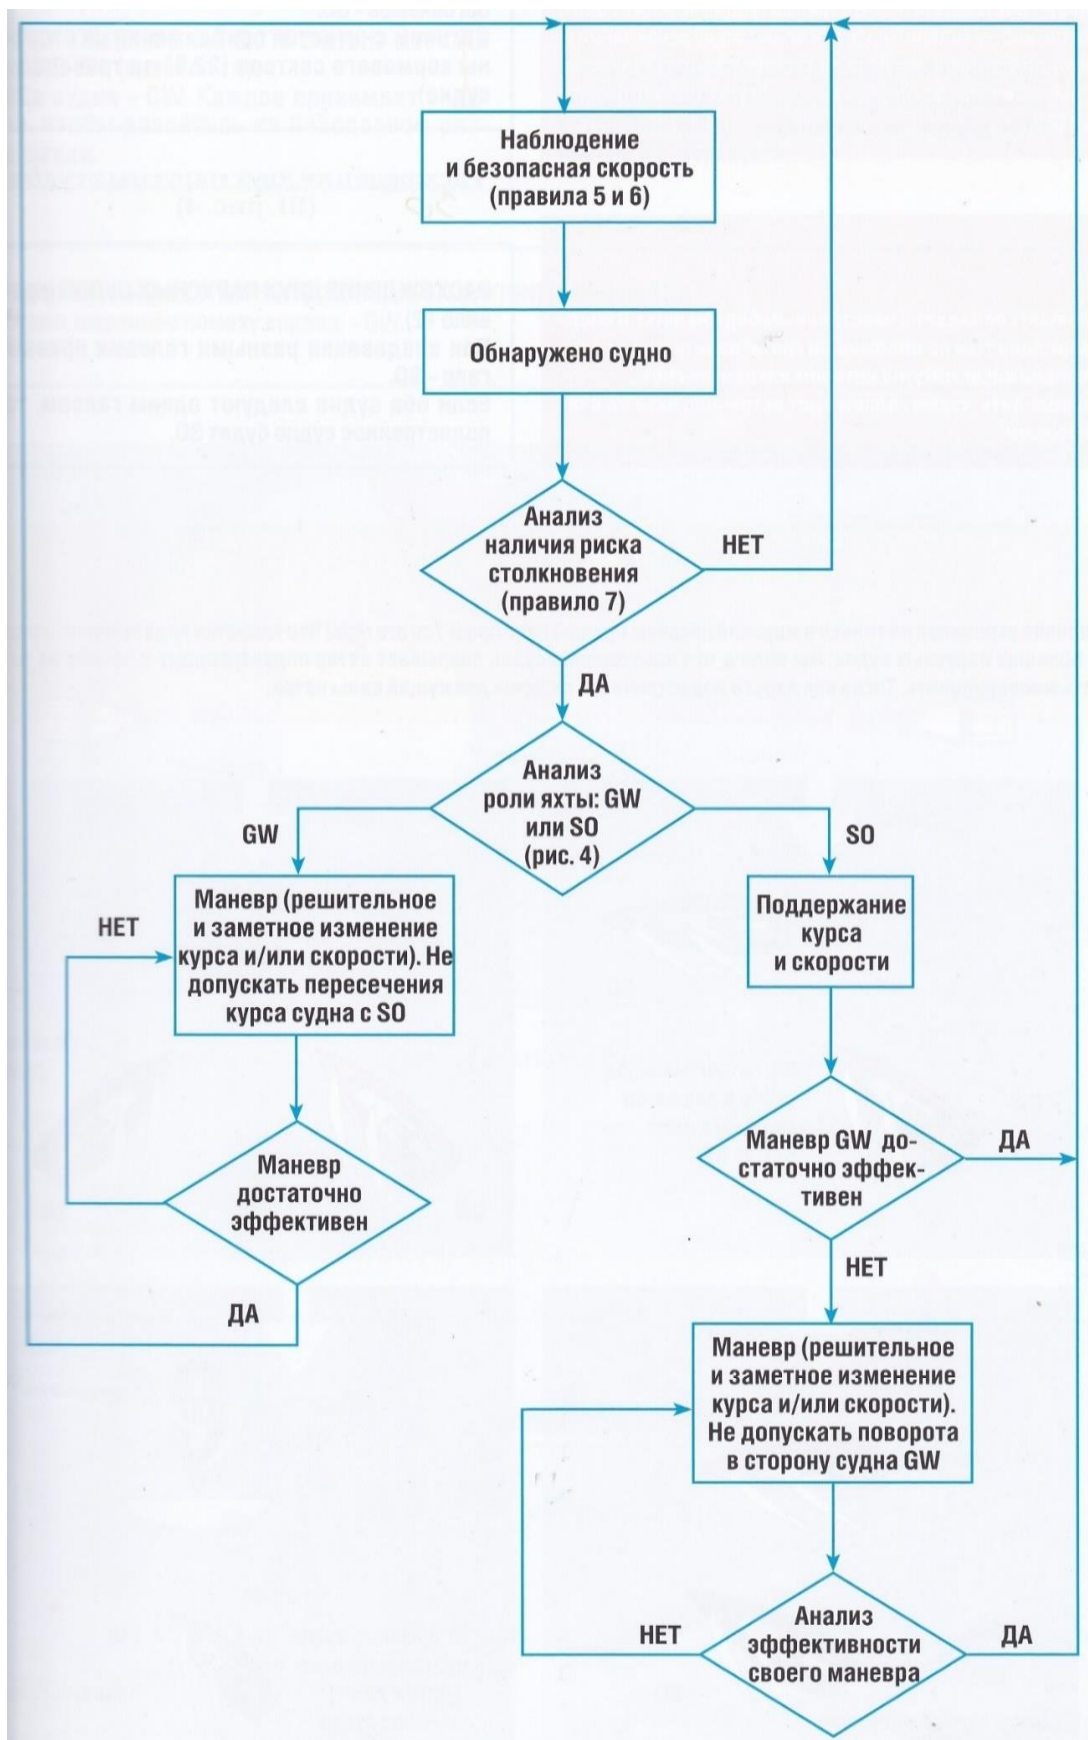 Наблюдение
и безопасная скорость
(правила 5 и 6)
Обнаружено судно
Анализ
наличия риска
столкновения
(правило 7)
НЕТ
ДА
Анализ
роли яхты: GW
или SO
(рис. 4)
GW
SO
Маневр (решительное
и заметное изменение
курса и/или скорости). Не
допускать пересечения
курса судна с SO
НЕТ
Поддержание
курса
и скорости
Маневр
достаточно
эффективен
ДА
Маневр GW до-
статочно эффек-
тивен
ДА
НЕТ
Маневр (решительное
и заметное изменение
курса и/или скорости).
Не допускать поворота
в сторону судна GW
Анализ
эффективности
своего маневра
НЕТ
ДА